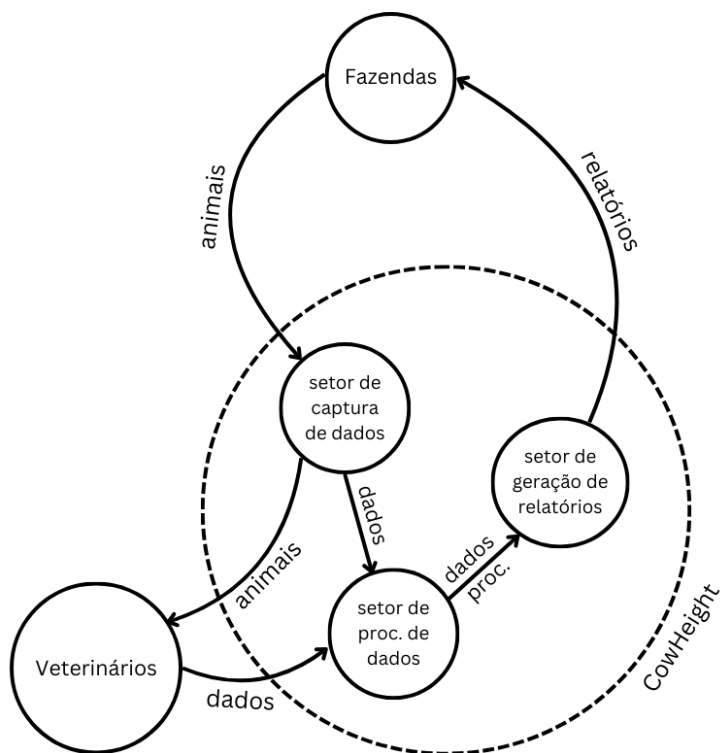 Fazendas
animais
relatórios
setor de
captura
de dados
setor de
geração de
relatórios
dados
dados
proc.
animais
setor de
proc. de
dados
Veterinários
dados
CowHeight